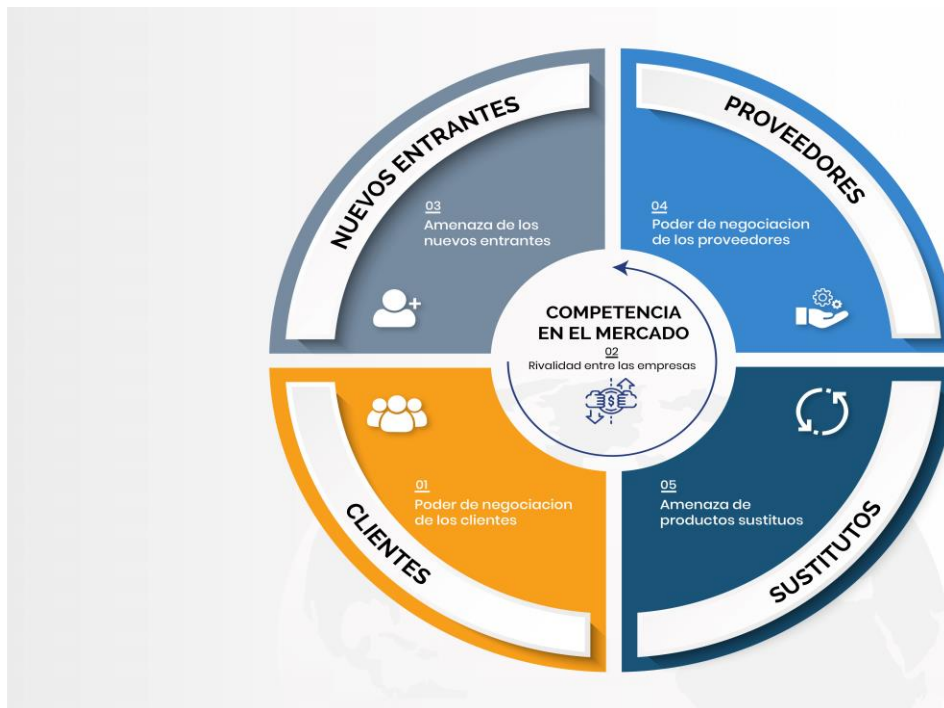 NUEVOS ENTRANTES
03
Amenaza de los
nuevos entrantes
PROVEEDORES
04
Poder de negociacion
de los proveedores
COMPETENCIA
EN EL MERCADO
02
Rivalidad entre las empresas
$
01
Poder de negociacion
de los clientes
CLIENTES
05
Amenaza de
productos sustituos
SUSTITUTOS